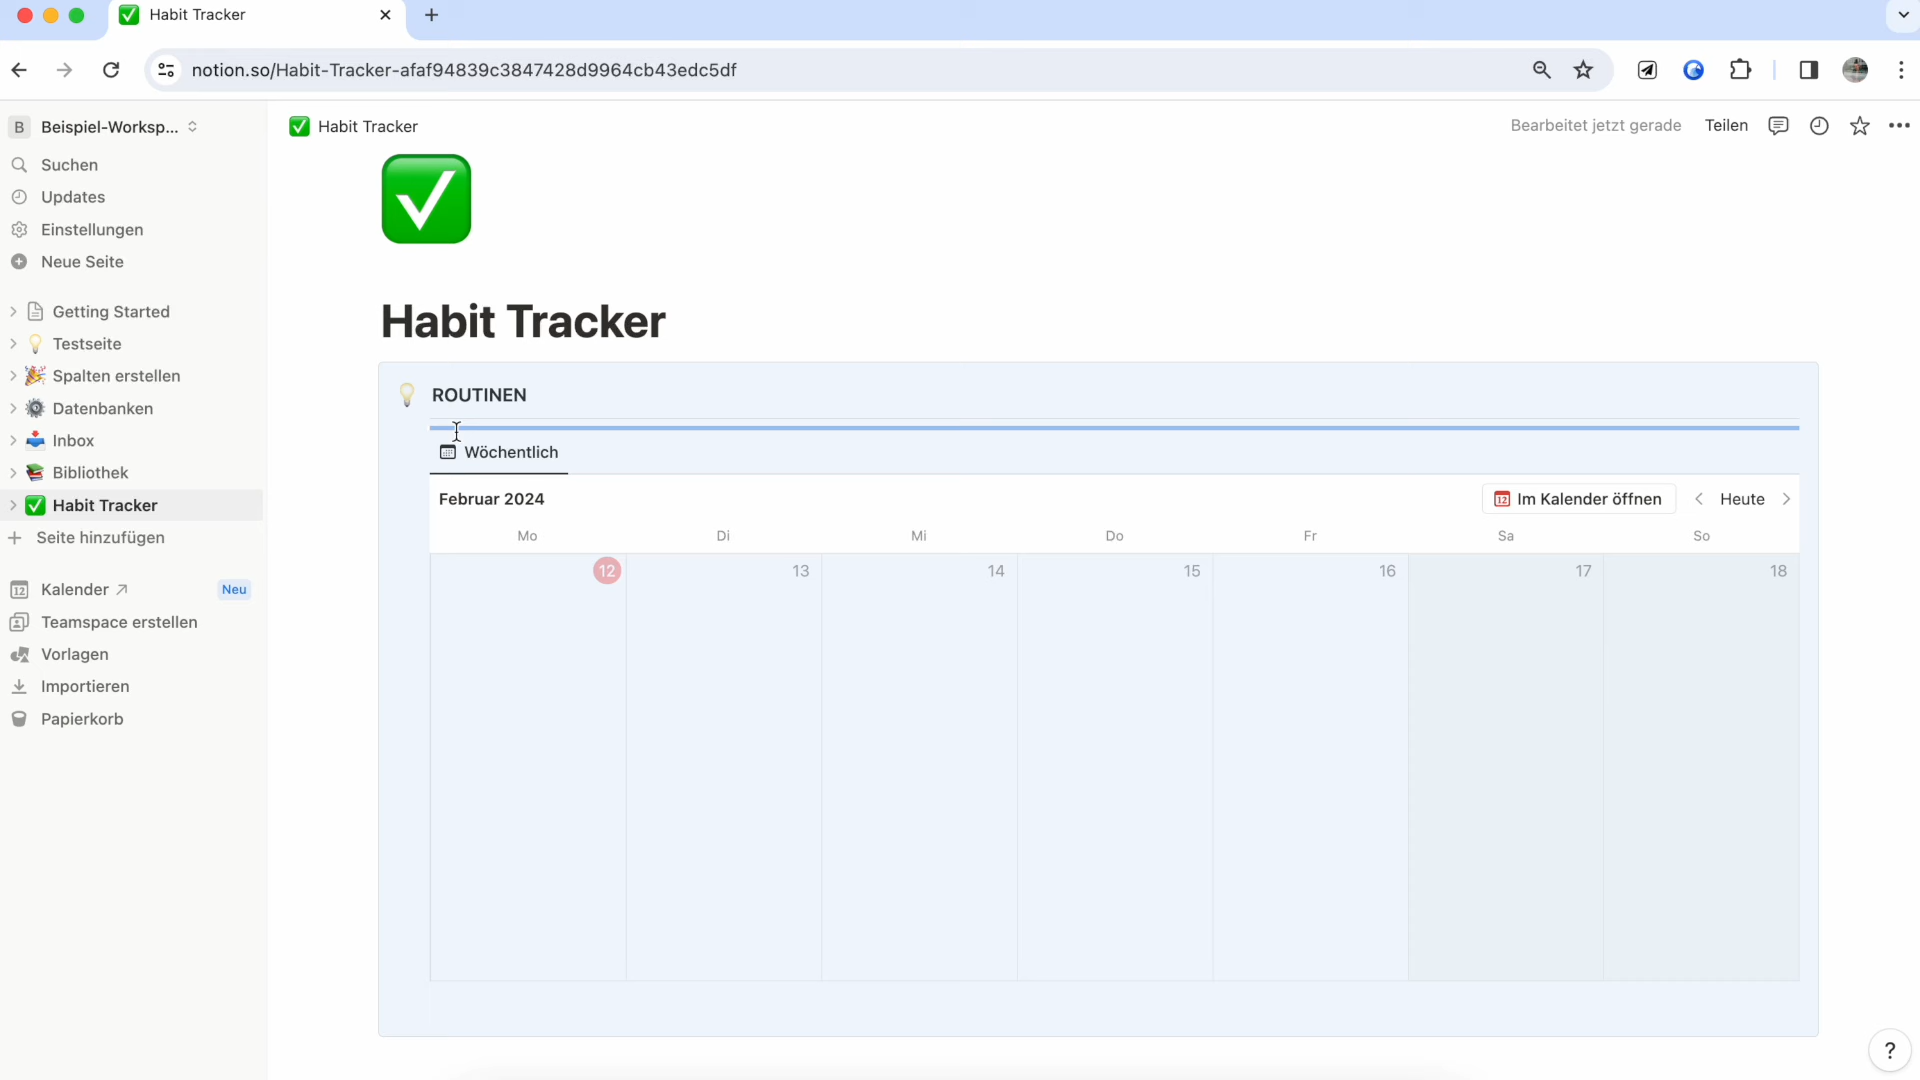 Habit Tracker
notion.so/Habit-Tracker-afaf94839c3847428d9964cb43edc5df
B Beispiel-Worksp...
Habit Tracker
Bearbeitet jetzt gerade
Teilen
Suchen
Updates
Einstellungen
Neue Seite
Getting Started
Testseite
Spalten erstellen
Datenbanken
Inbox
Bibliothek
Habit Tracker
Seite hinzufügen
12 Kalender ↗ Neu
Teamspace erstellen
Vorlagen
Importieren
Papierkorb
Habit Tracker
ROUTINEN
Wöchentlich
Februar 2024
12 Im Kalender öffnen
Heute
Mo Di Mi Do Fr Sa So
12 13 14 15 16 17 18
?